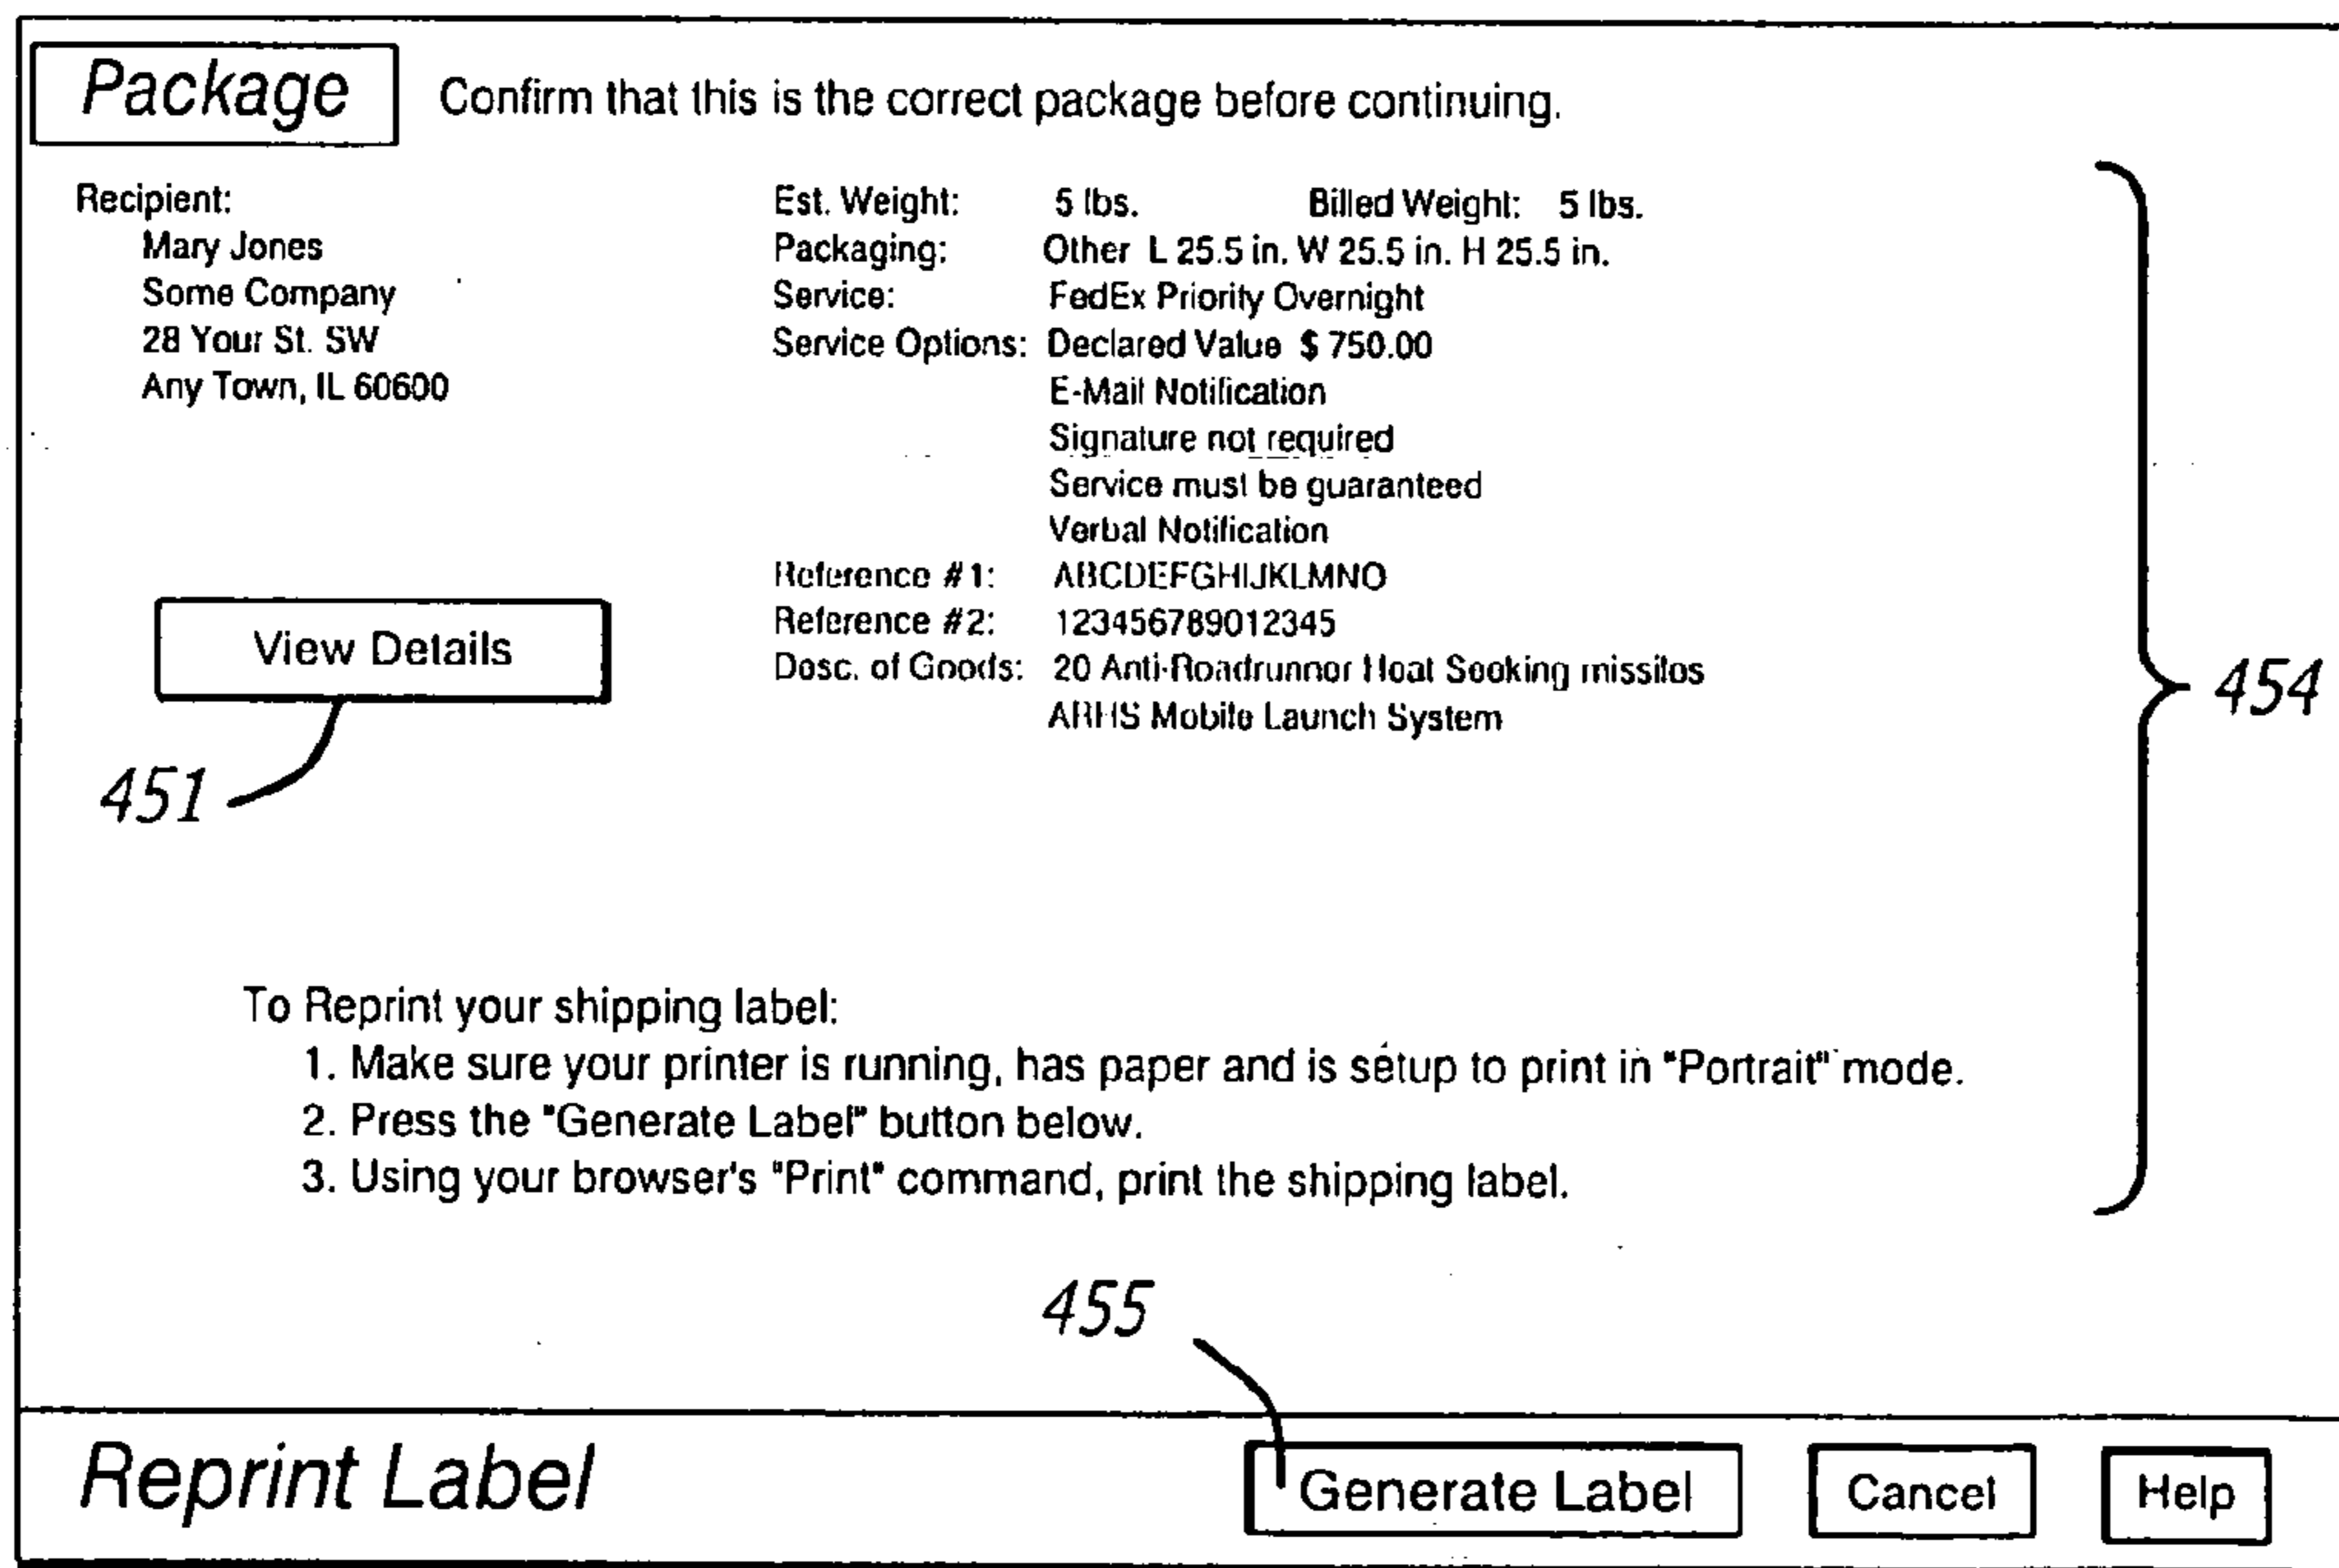 Package
Confirm that this is the correct package before continuing.
Recipient:
Mary Jones
Some Company
28 Your St. SW
Any Town, IL 60600
View Details
451
Est. Weight: 5 lbs. Billed Weight: 5 lbs.
Packaging: Other L 25.5 in. W 25.5 in. H 25.5 in.
Service: FedEx Priority Overnight
Service Options: Declared Value $ 750.00
E-Mail Notification
Signature not required
Service must be guaranteed
Verbal Notification
Reference #1: ABCDEFGHIJKLMNO
Reference #2: 123456789012345
Desc. of Goods: 20 Anti-Roadrunner Heat Seeking missiles
ARHS Mobile Launch System
454
To Reprint your shipping label:
1. Make sure your printer is running, has paper and is setup to print in "Portrait" mode.
2. Press the "Generate Label" button below.
3. Using your browser's "Print" command, print the shipping label.
455
Reprint Label
Generate Label
Cancel
Help